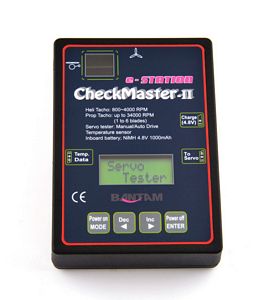 e-STATION
CheckMaster-II
Heli Tacho: 800~4000 RPM
Prop Tacho: up to 34000 RPM
(1 to 6 blades)
Servo tester: Manual/Auto Drive
Temperature sensor
Inboard battery; NiMH 4.8V 1000mAh
Charge
(4.8V)
Temp.
Data
To
Servo
Servo
Tester
CE
BANTAM
Power on
MODE
Dec
Inc
Power off
ENTER